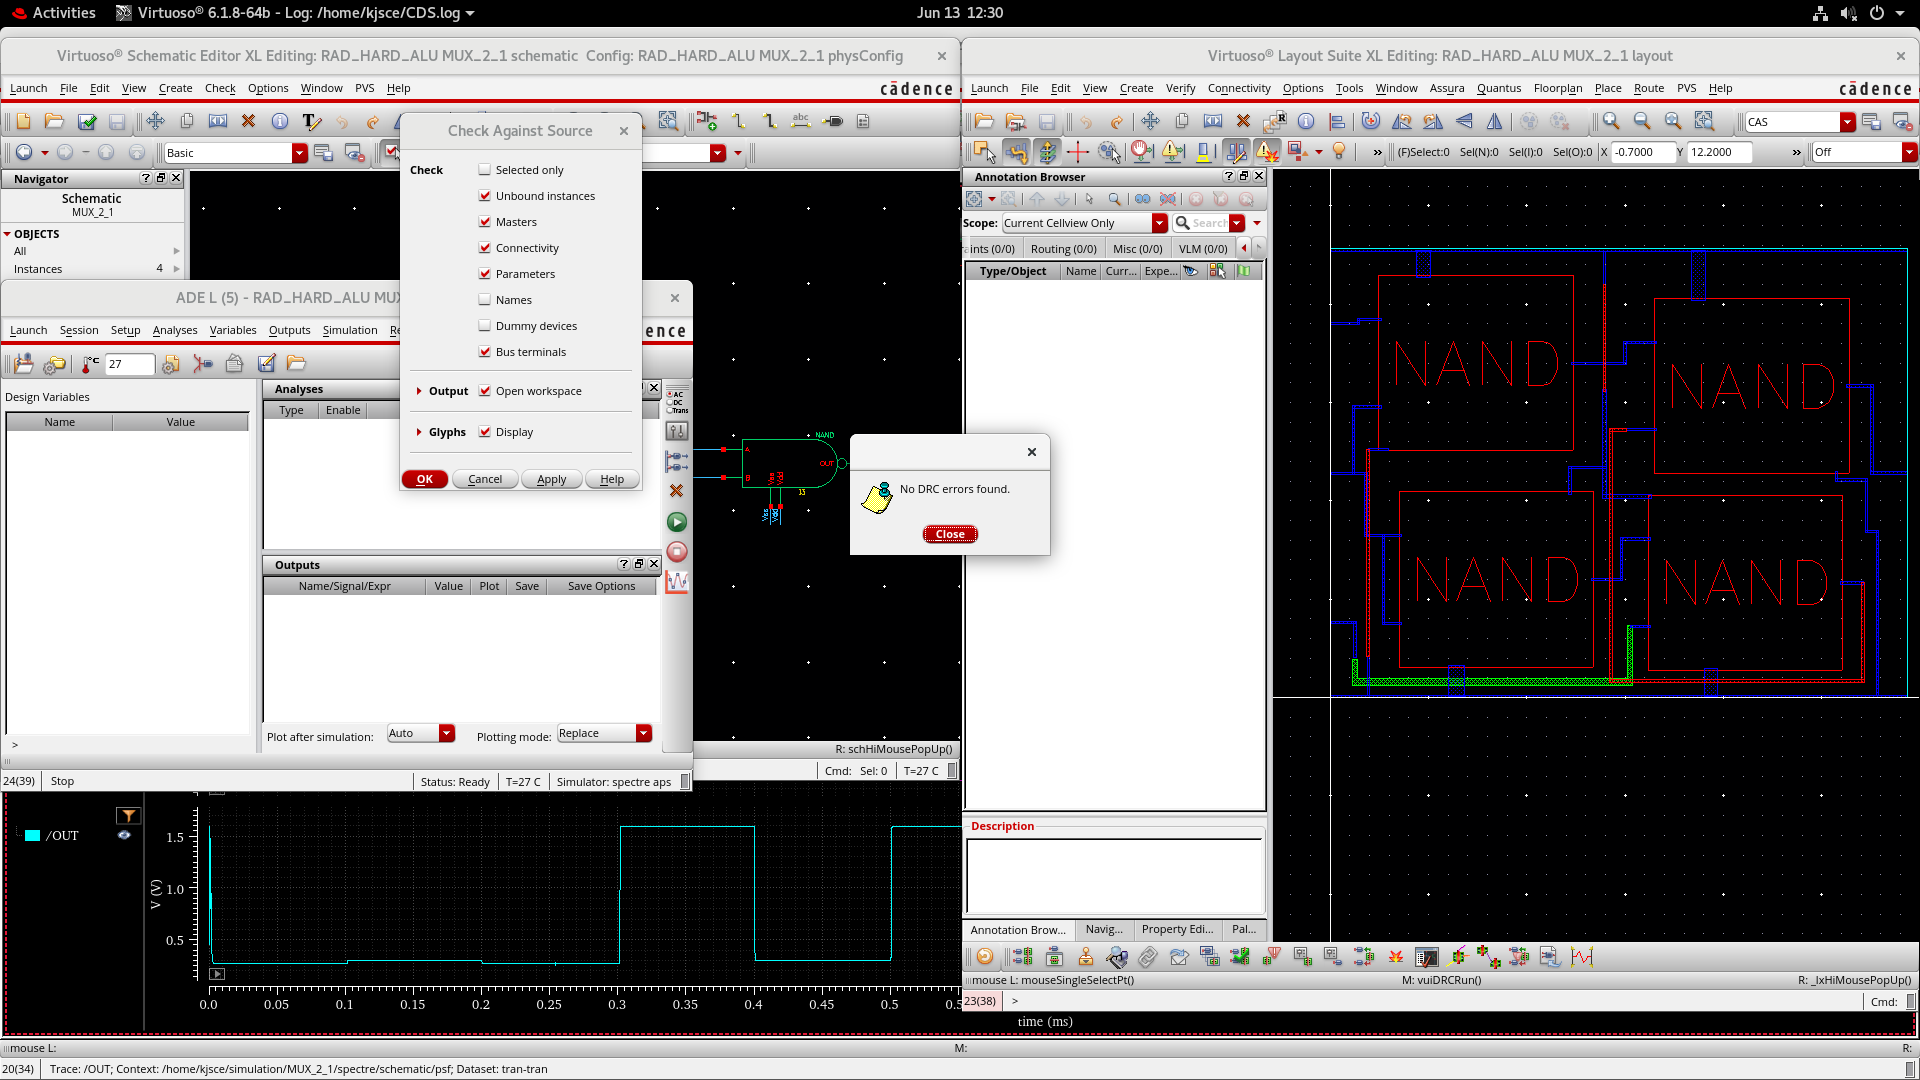 Activities
Virtuoso® 6.1.8-64b - Log: /home/kjsce/CDS.log
Jun 13 12:30
Virtuoso® Schematic Editor XL Editing: RAD_HARD_ALU MUX_2_1 schematic Config: RAD_HARD_ALU MUX_2_1 physConfig
Launch File Edit View Create Check Options Window PVS Help
cādence
Basic
Navigator
Schematic
MUX_2_1
OBJECTS
All
Instances 4
Check Against Source
Check
Selected only
Unbound instances
Masters
Connectivity
Parameters
Names
Dummy devices
Bus terminals
Output Open workspace
Glyphs Display
OK Cancel Apply Help
ADE L (5) - RAD_HARD_ALU MUX
Launch Session Setup Analyses Variables Outputs Simulation Re
ence
27
Design Variables
Name Value
>
Analyses
Type Enable
AC
DC
Trans
Outputs
Name/Signal/Expr Value Plot Save Save Options
Plot after simulation: Auto Plotting mode: Replace
24(39) Stop Status: Ready T=27 C Simulator: spectre aps
NAND
A
B
OUT
Vss
Vdd
13
Vss
Vdd
R: schHiMousePopUp()
Cmd: Sel: 0 T=27 C
No DRC errors found.
Close
/OUT
V (V)
1.5
1.0
0.5
0.0 0.05 0.1 0.15 0.2 0.25 0.3 0.35 0.4 0.45 0.5 0.5
time (ms)
mouse L: M: R:
20(34) Trace: /OUT; Context: /home/kjsce/simulation/MUX_2_1/spectre/schematic/psf; Dataset: tran-tran
Virtuoso® Layout Suite XL Editing: RAD_HARD_ALU MUX_2_1 layout
Launch File Edit View Create Verify Connectivity Options Tools Window Assura Quantus Floorplan Place Route PVS Help
cādence
CAS
(F)Select:0 Sel(N):0 Sel(I):0 Sel(O):0 X -0.7000 Y 12.2000 » Off
Annotation Browser
Scope: Current Cellview Only Search
aints (0/0) Routing (0/0) Misc (0/0) VLM (0/0)
Type/Object Name Curr... Expe...
Description
Annotation Brow... Navig... Property Edi... Pal...
NAND
NAND
NAND
NAND
mouse L: mouseSingleSelectPt() M: vuiDRCRun() R: _lxHiMousePopUp()
23(38) > Cmd: